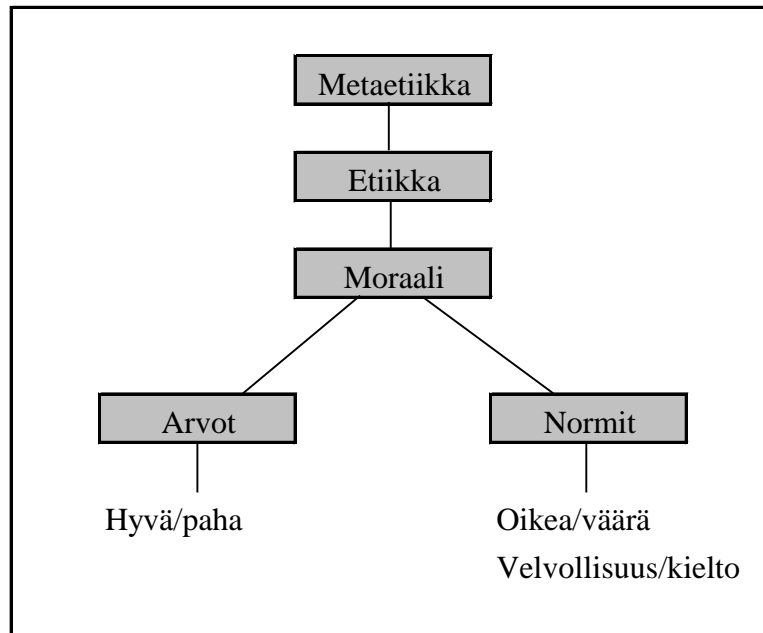 Metaetiikka
Etiikka
Moraali
Arvot
Normit
Hyvä/paha
Oikea/väärä
Velvollisuus/kielto